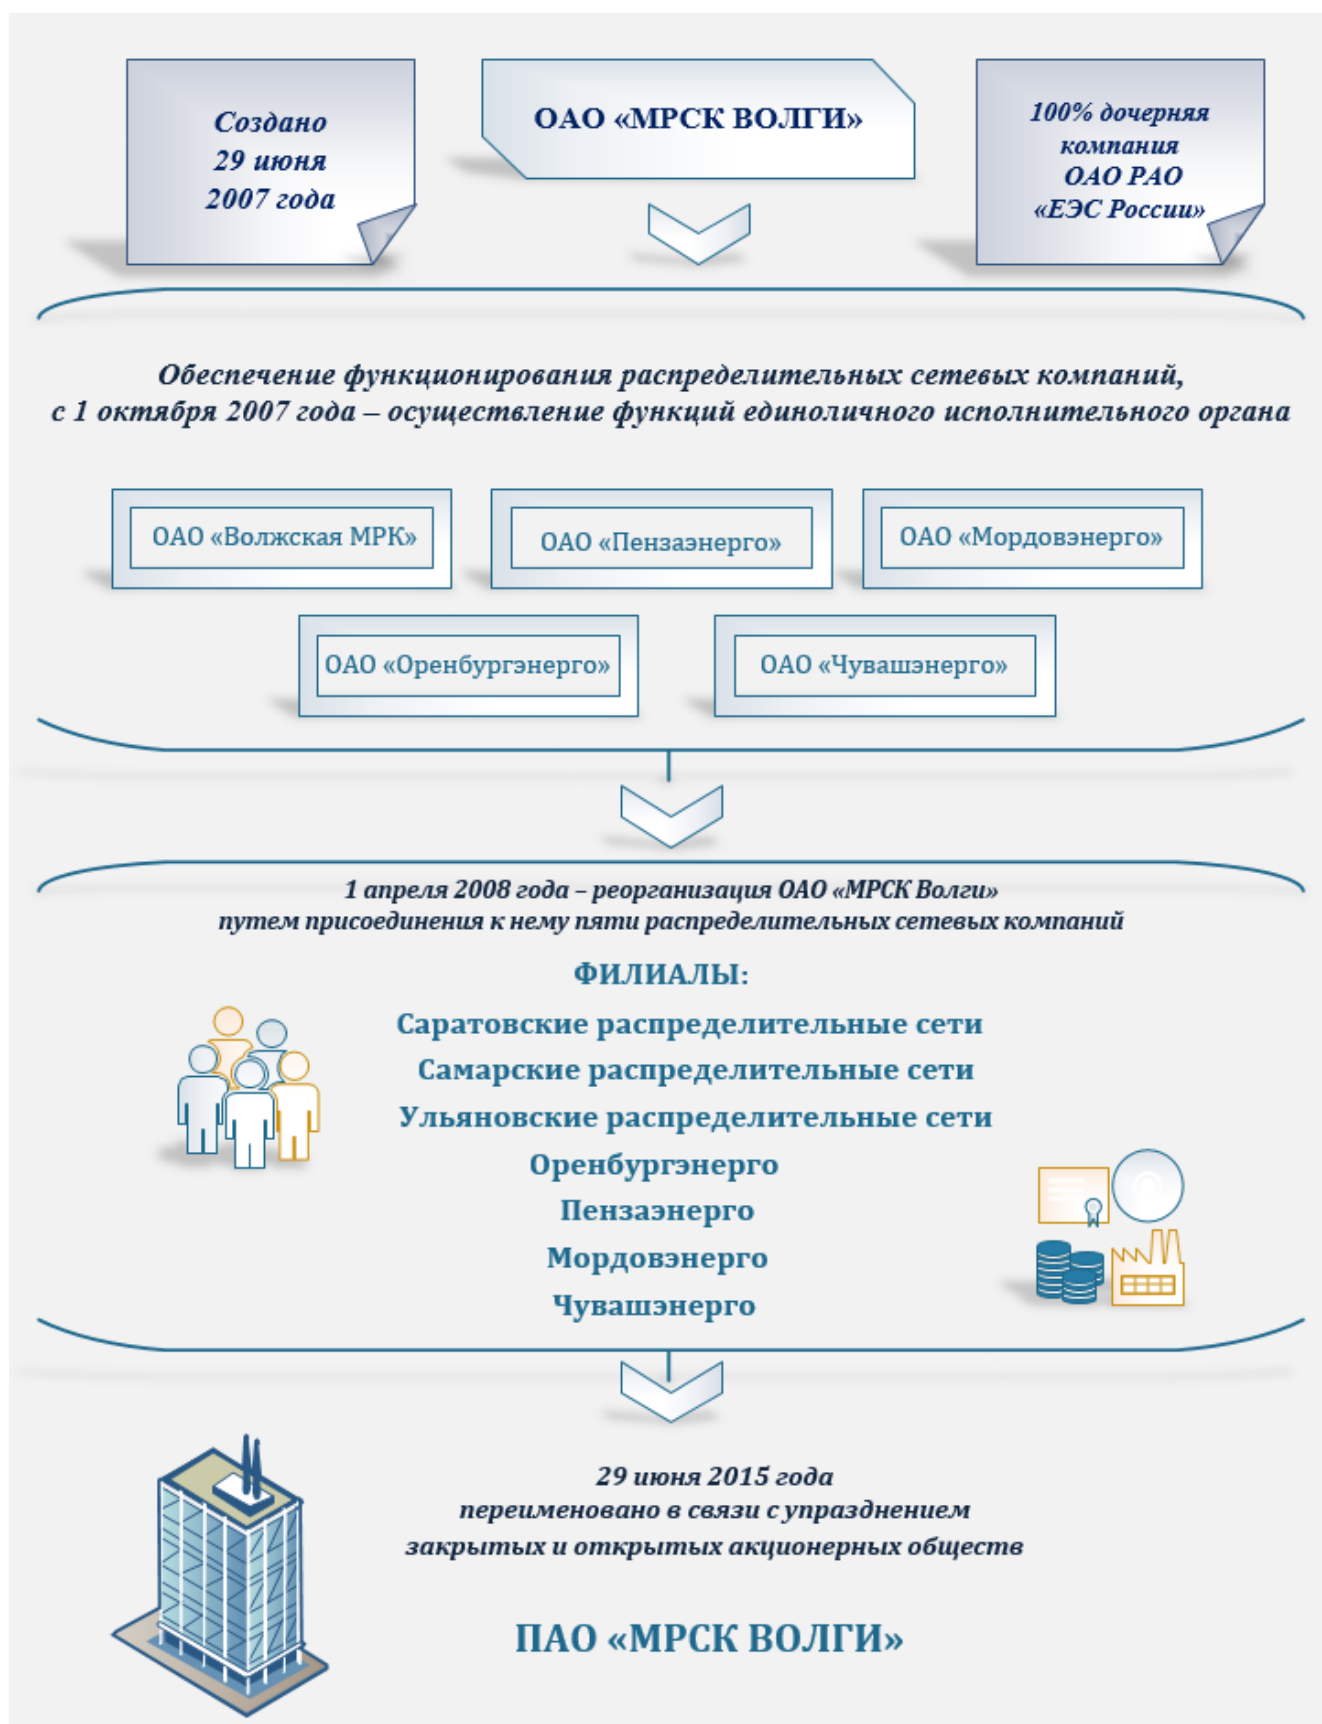 Создано
29 июня
2007 года
ОАО «МРСК ВОЛГИ»
100% дочерняя
компания
ОАО РАО
«ЕЭС России»
Обеспечение функционирования распределительных сетевых компаний,
с 1 октября 2007 года – осуществление функций единоличного исполнительного органа
ОАО «Волжская МРК»
ОАО «Пензаэнерго»
ОАО «Мордовэнерго»
ОАО «Оренбургэнерго»
ОАО «Чувашэнерго»
1 апреля 2008 года – реорганизация ОАО «МРСК Волги»
путем присоединения к нему пяти распределительных сетевых компаний
ФИЛИАЛЫ:
Саратовские распределительные сети
Самарские распределительные сети
Ульяновские распределительные сети
Оренбургэнерго
Пензаэнерго
Мордовэнерго
Чувашэнерго
29 июня 2015 года
переименовано в связи с упразднением
закрытых и открытых акционерных обществ
ПАО «МРСК ВОЛГИ»